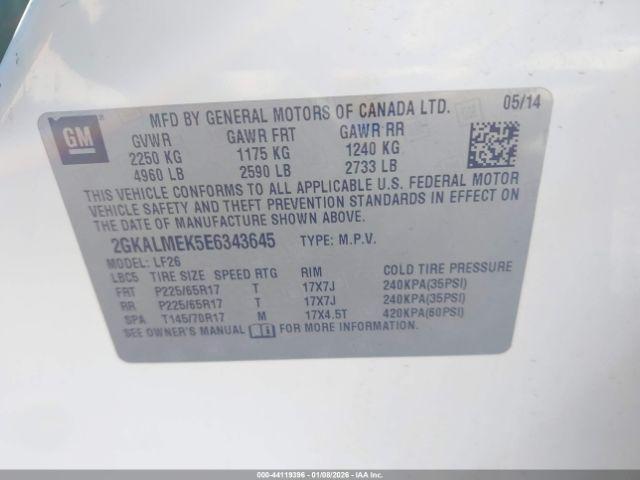 GM
MFD BY GENERAL MOTORS OF CANADA LTD. 05/14
GVWR GAWR FRT GAWR RR
2250 KG 1175 KG 1240 KG
4960 LB 2590 LB 2733 LB
THIS VEHICLE CONFORMS TO ALL APPLICABLE U.S. FEDERAL MOTOR
VEHICLE SAFETY AND THEFT PREVENTION STANDARDS IN EFFECT ON
THE DATE OF MANUFACTURE SHOWN ABOVE.
2GKALMEK5E6343645 TYPE: M.P.V.
MODEL: LF26
LBC5 TIRE SIZE SPEED RTG RIM COLD TIRE PRESSURE
FRT P225/65R17 T 17X7J 240KPA(35PSI)
RR P225/65R17 T 17X7J 240KPA(35PSI)
SPA T145/70R17 M 17X4.5T 420KPA(60PSI)
SEE OWNER'S MANUAL FOR MORE INFORMATION.
000-44119396 - 01/08/2026 - IAAI.CA